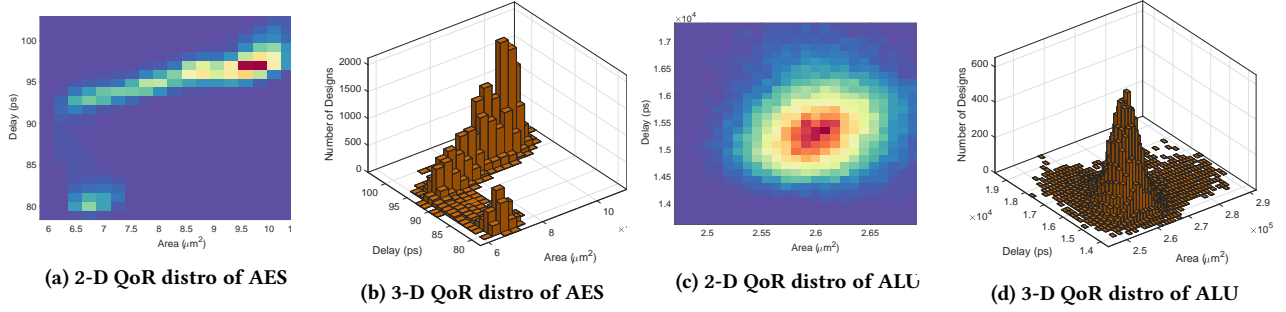 100
95
90
85
80
Delay (ps)
6 6.5 7 7.5 8 8.5 9 9.5 10 1
Area (μm²)
(a) 2-D QoR distro of AES
2000
1500
1000
500
0
Number of Designs
100
95
90
85
80
Delay (ps)
6 8 10
Area (μm²)
(b) 3-D QoR distro of AES
×10⁴
1.7
1.65
1.6
1.55
1.5
1.45
1.4
Delay (ps)
2.5 2.55 2.6 2.65
Area (μm²)
(c) 2-D QoR distro of ALU
600
400
200
0
Number of Designs
1.9
1.8
1.7
1.6
1.5
1.4
×10⁴
Delay (ps)
2.5 2.6 2.7 2.8 2.9
×10⁵
Area (μm²)
(d) 3-D QoR distro of ALU